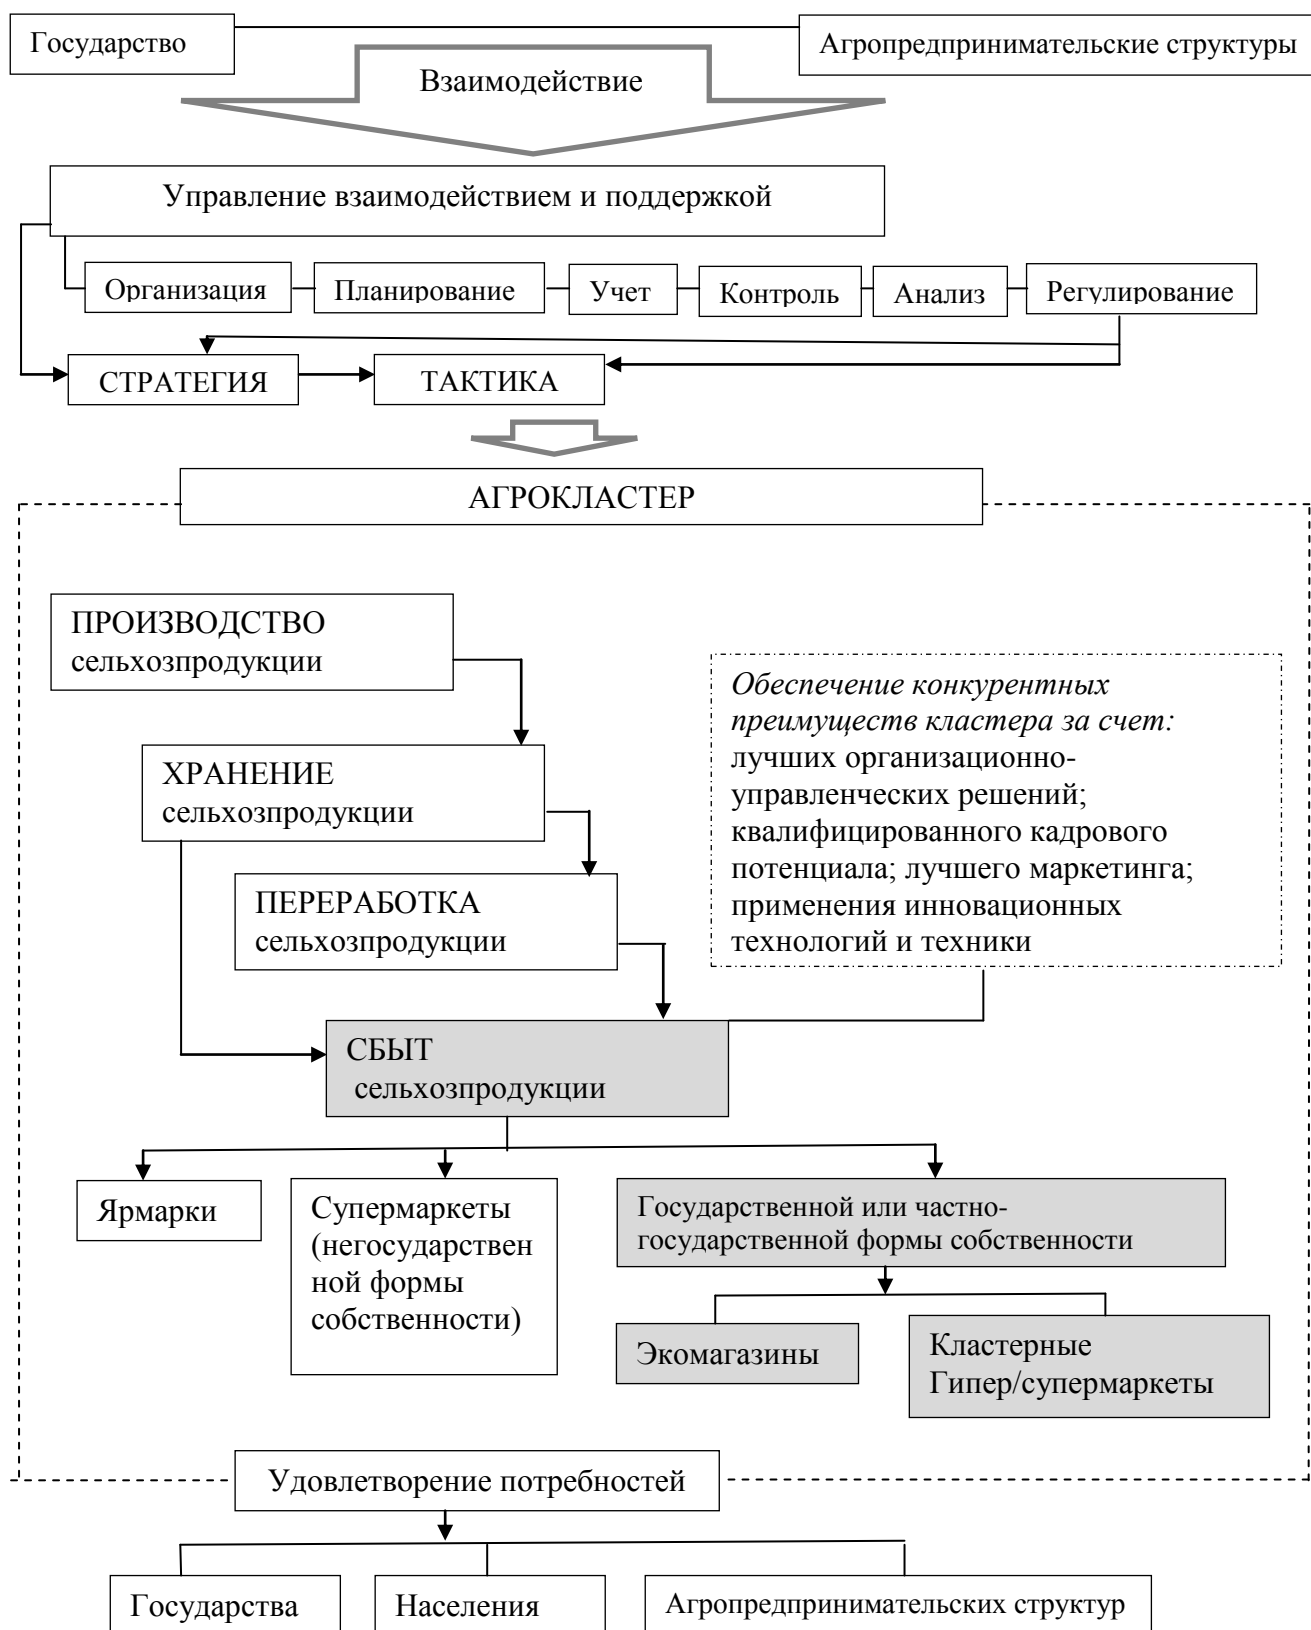 Государство
Агропредпринимательские структуры
Взаимодействие
Управление взаимодействием и поддержкой
Организация
Планирование
Учет
Контроль
Анализ
Регулирование
СТРАТЕГИЯ
ТАКТИКА
АГРОКЛАСТЕР
ПРОИЗВОДСТВО
сельхозпродукции
Обеспечение конкурентных
преимуществ кластера за счет:
лучших организационно-
управленческих решений;
квалифицированного кадрового
потенциала; лучшего маркетинга;
применения инновационных
технологий и техники
ХРАНЕНИЕ
сельхозпродукции
ПЕРЕРАБОТКА
сельхозпродукции
СБЫТ
сельхозпродукции
Ярмарки
Супермаркеты
(негосударствен
ной формы
собственности)
Государственной или частно-
государственной формы собственности
Экомагазины
Кластерные
Гипер/супермаркеты
Удовлетворение потребностей
Государства
Населения
Агропредпринимательских структур